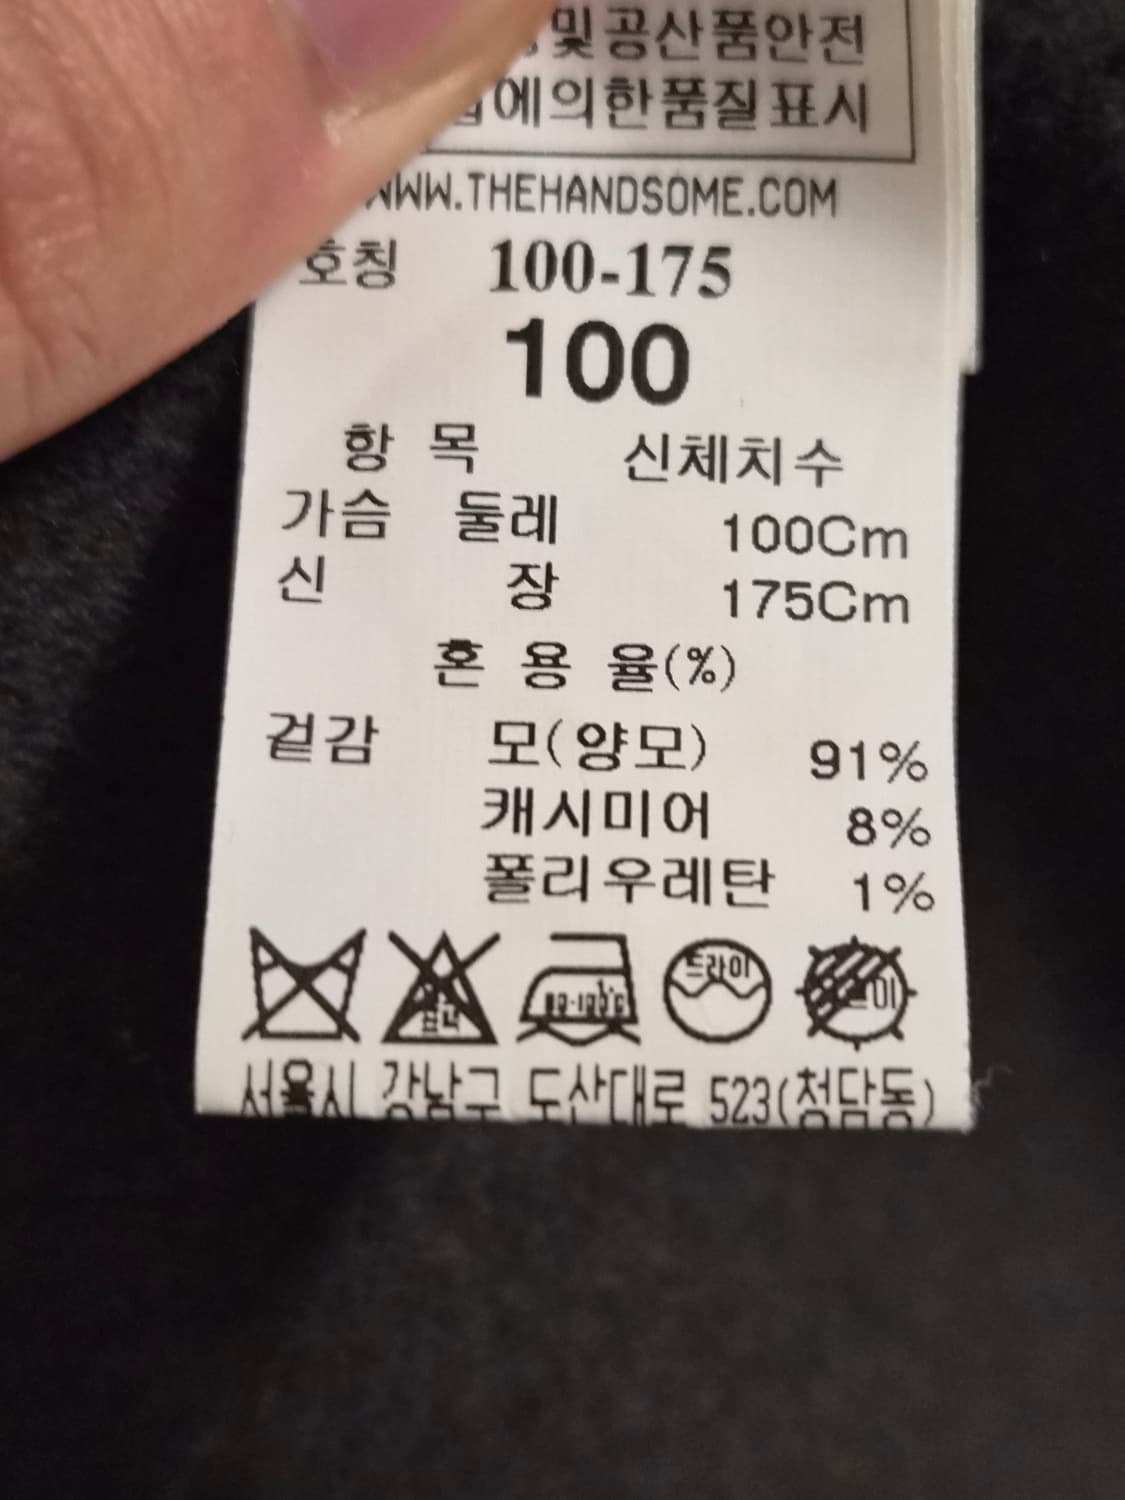 및공산품안전
에의한품질표시
WWW.THEHANDSOME.COM
호칭 100-175
100
항 목 신체치수
가슴 둘레 100Cm
신 장 175Cm
혼 용 율(%)
겉감 모(양모) 91%
캐시미어 8%
폴리우레탄 1%
드라이
서울시 강남구 도산대로 523(청담동)